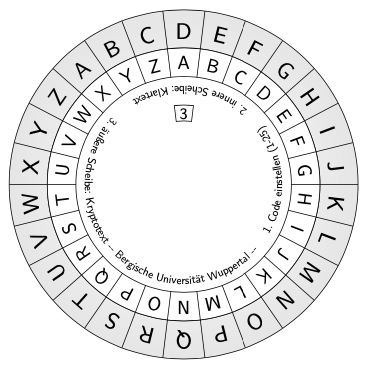 D E F G H I J K L M N O P Q R S T U V W X Y Z A B C
A B C D E F G H I J K L M N O P Q R S T U V W X Y Z
3
1. Code einstellen (1-25)
2. innere Scheibe: Klartext
3. äußere Scheibe: Kryptotext -- Bergische Universität Wuppertal --